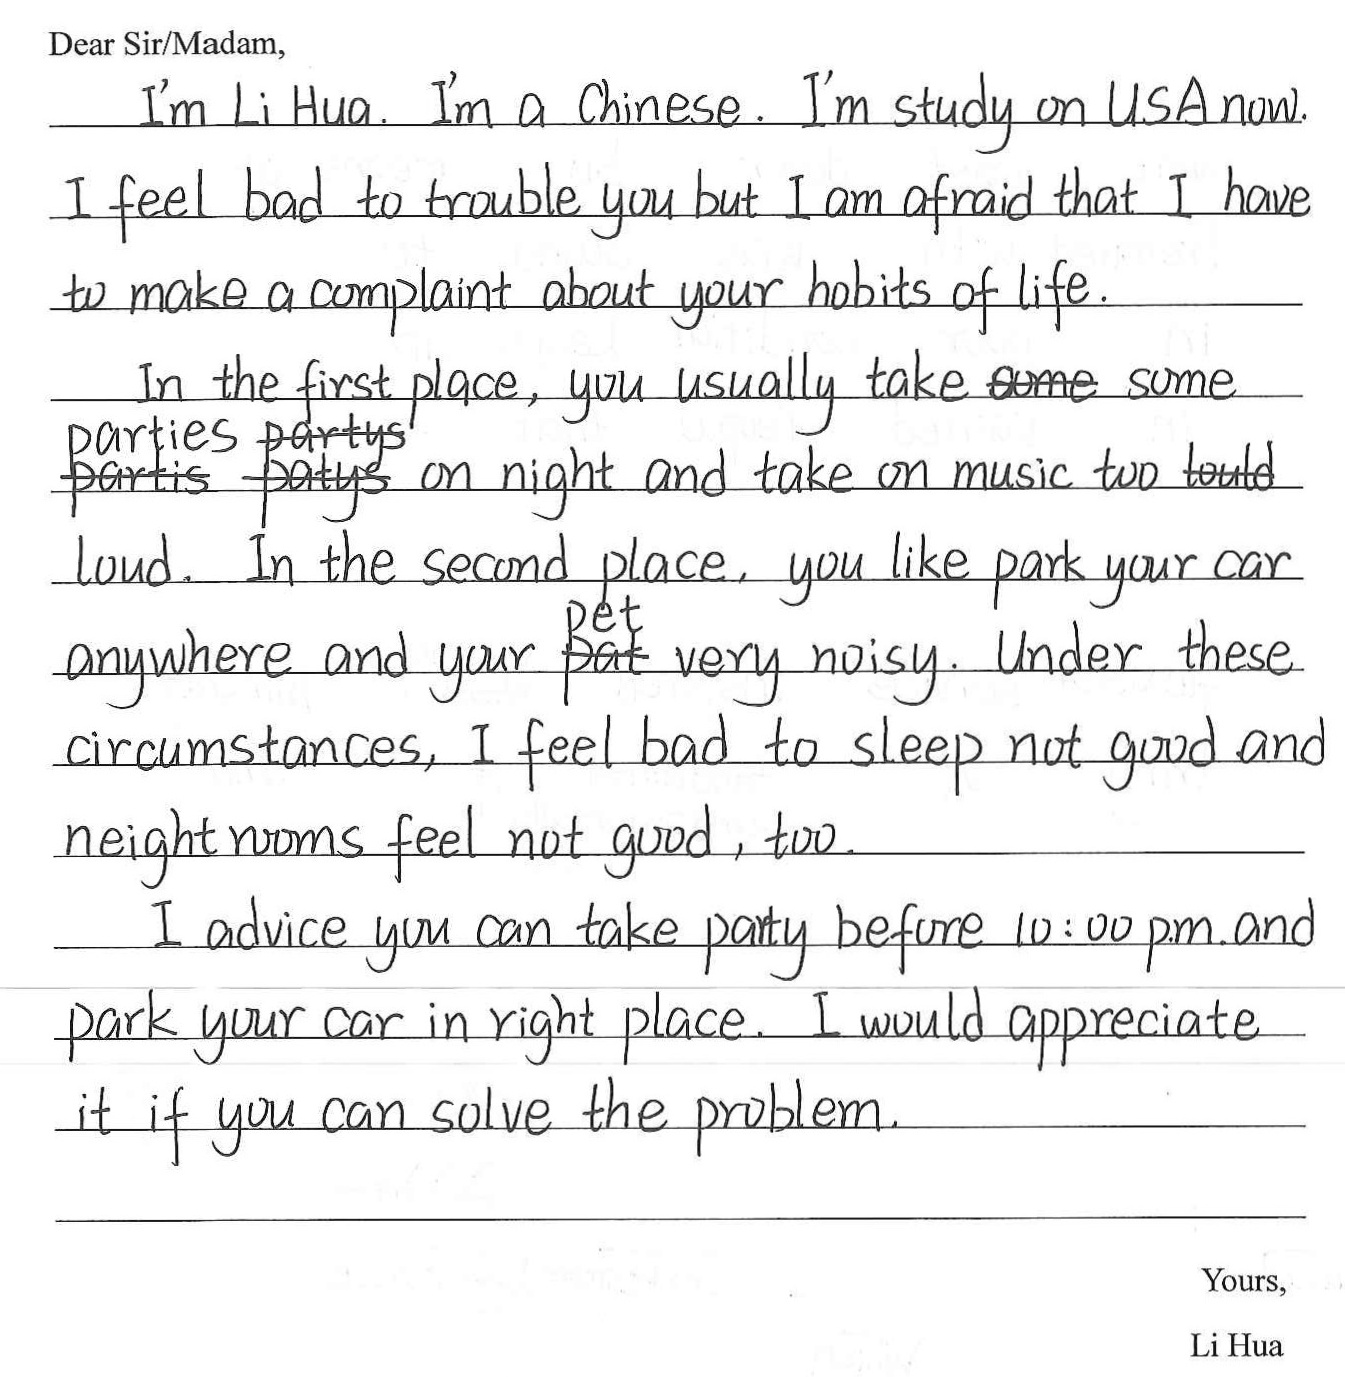 Dear Sir/Madam,
I'm Li Hua. I'm a Chinese. I'm study on USA now.
I feel bad to trouble you but I am afraid that I have
to make a complaint about your hobits of life.
In the first place, you usually take some some
parties partys
partis patys on night and take on music too tould
loud. In the second place, you like park your car
pet
anywhere and your pat very noisy. Under these
circumstances, I feel bad to sleep not good and
neightrooms feel not good, too.
I advice you can take party before 10:00 p.m. and
park your car in right place. I would appreciate
it if you can solve the problem.
Yours,
Li Hua